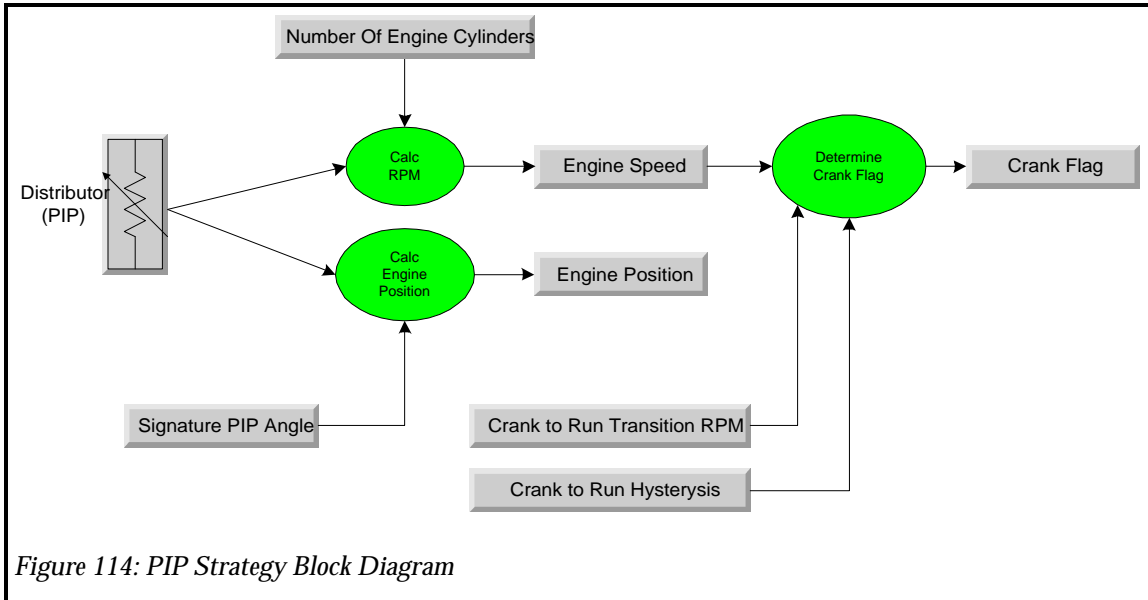 Number Of Engine Cylinders
Distributor
(PIP)
Calc
RPM
Engine Speed
Determine
Crank Flag
Crank Flag
Calc
Engine
Position
Engine Position
Signature PIP Angle
Crank to Run Transition RPM
Crank to Run Hysterysis
Figure 114: PIP Strategy Block Diagram